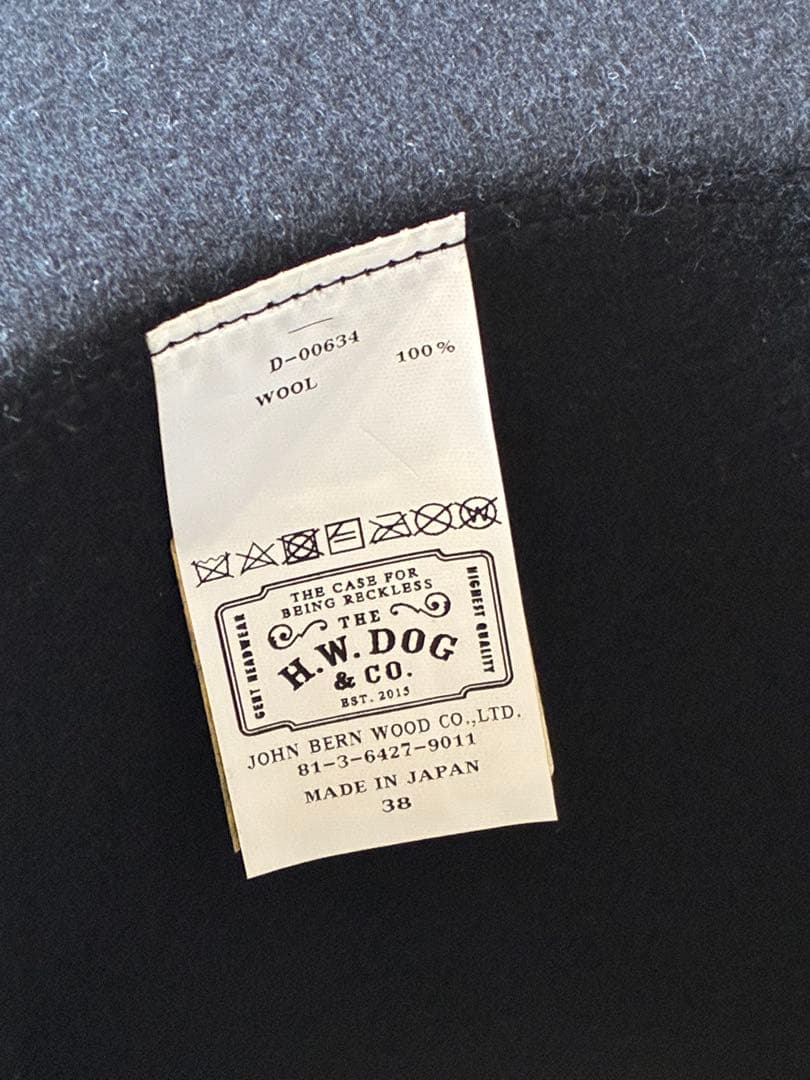 D-00634
WOOL 100%
THE CASE FOR
BEING RECKLESS
THE
H.W. DOG
& CO.
EST. 2015
GENT HEADWEAR
HIGHEST QUALITY
JOHN BERN WOOD CO.,LTD.
81-3-6427-9011
MADE IN JAPAN
38